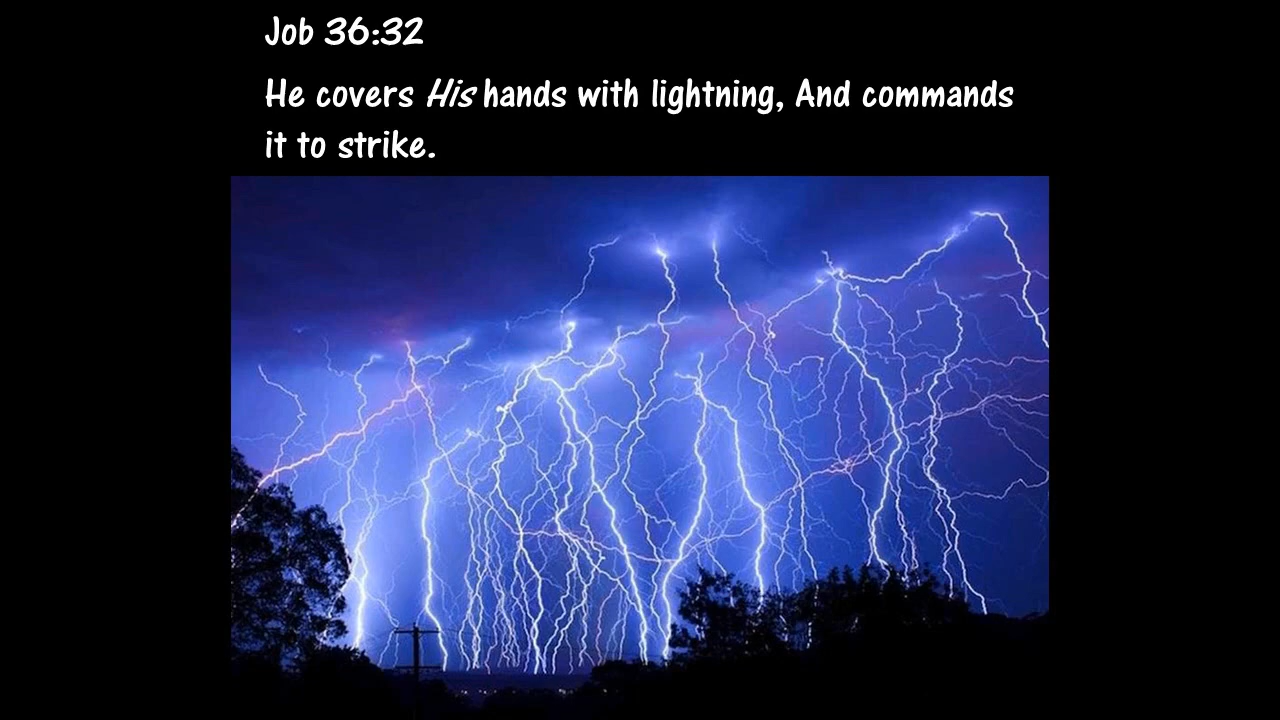 Job 36:32
He covers His hands with lightning, And commands
it to strike.